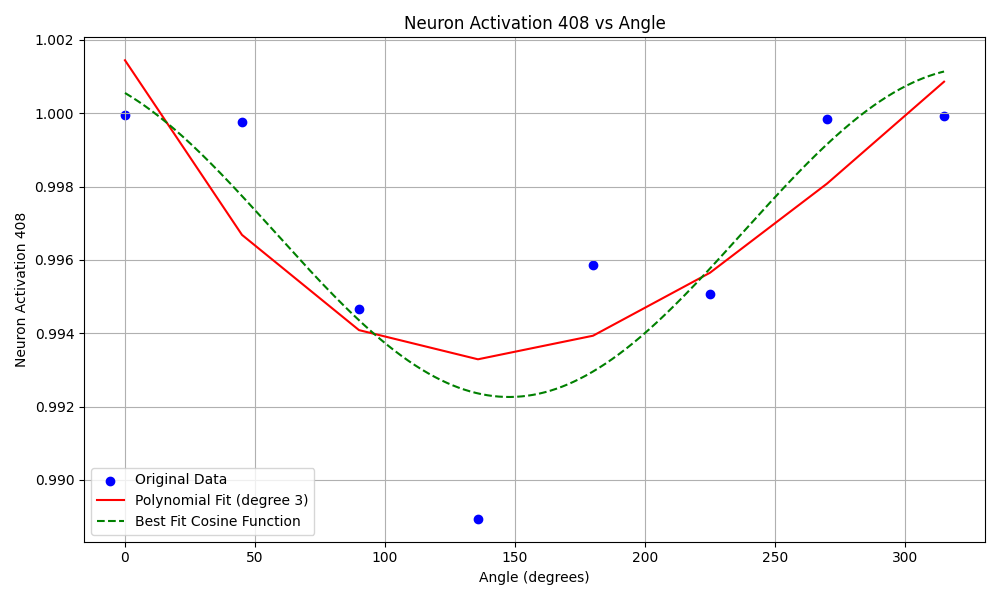 Neuron Activation 408 vs Angle
1.002
1.000
0.998
0.996
0.994
0.992
0.990
Neuron Activation 408
Original Data
Polynomial Fit (degree 3)
Best Fit Cosine Function
0
50
100
150
200
250
300
Angle (degrees)